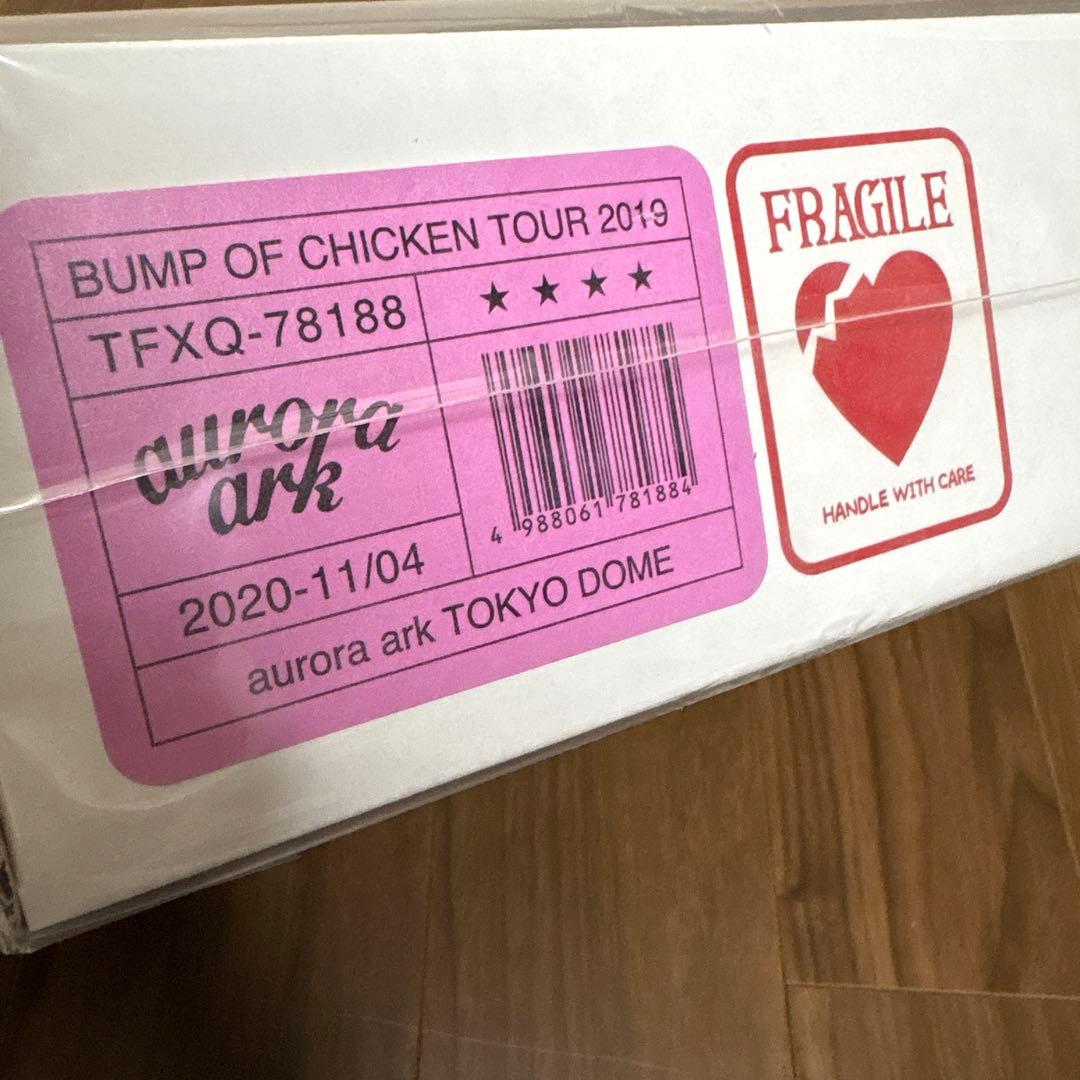 BUMP OF CHICKEN TOUR 2019
TFXQ-78188
★ ★ ★ ★
aurora
ark
4 988061 781884
2020-11/04
aurora ark TOKYO DOME
FRAGILE
HANDLE WITH CARE